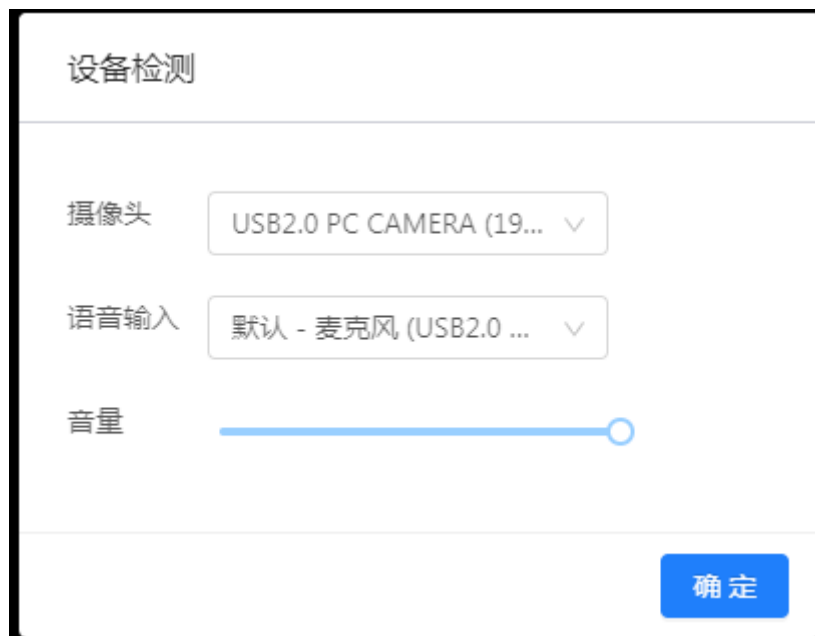 设备检测
摄像头
USB2.0 PC CAMERA (19...
语音输入
默认 - 麦克风 (USB2.0 ...
音量
确 定